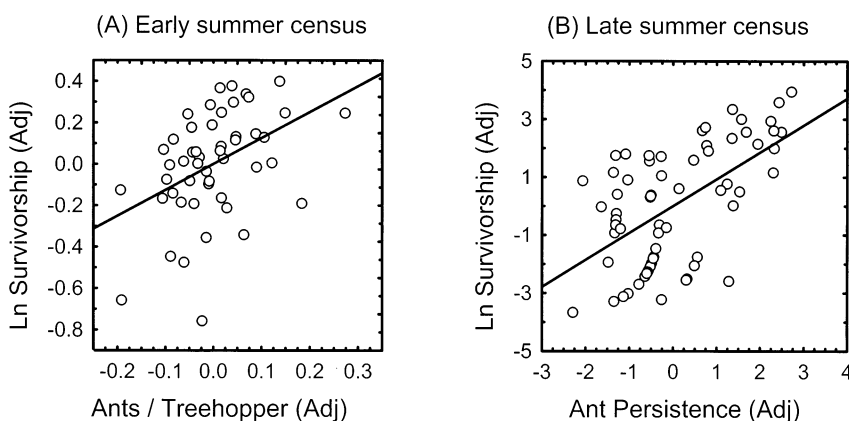 (A) Early summer census
Ln Survivorship (Adj)
0.4
0.2
0.0
-0.2
-0.4
-0.6
-0.8
-0.2 -0.1 0.0 0.1 0.2 0.3
Ants / Treehopper (Adj)
(B) Late summer census
Ln Survivorship (Adj)
5
3
1
-1
-3
-5
-3 -2 -1 0 1 2 3 4
Ant Persistence (Adj)